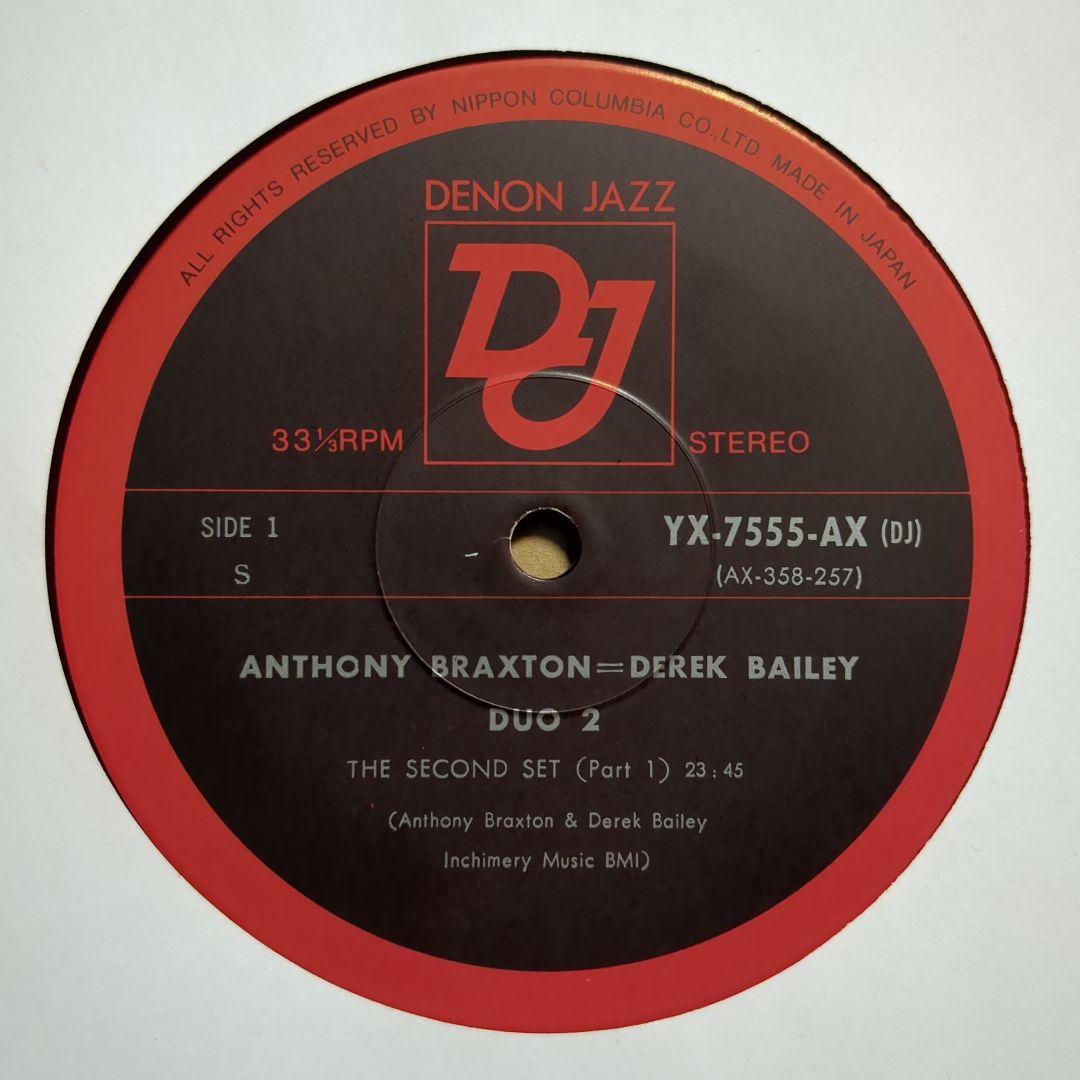 ALL RIGHTS RESERVED BY NIPPON COLUMBIA CO.,LTD. MADE IN JAPAN
DENON JAZZ
DJ
33⅓RPM
STEREO
SIDE 1
YX-7555-AX (DJ)
S
(AX-358-257)
ANTHONY BRAXTON=DEREK BAILEY
DUO 2
THE SECOND SET (Part 1) 23:45
(Anthony Braxton & Derek Bailey
Inchimery Music BMI)